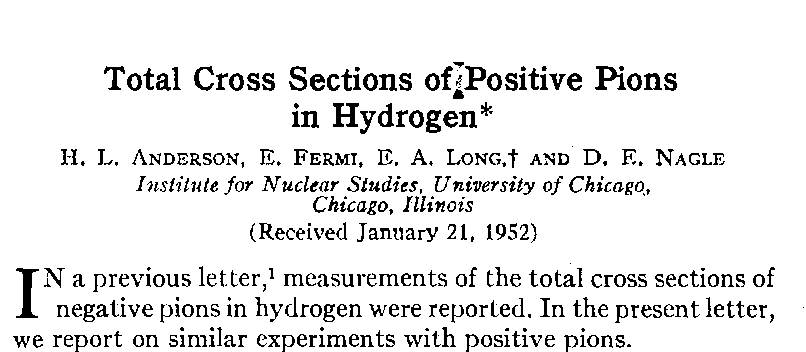 Total Cross Sections of Positive Pions
in Hydrogen*
H. L. ANDERSON, E. FERMI, E. A. LONG,† AND D. E. NAGLE
Institute for Nuclear Studies, University of Chicago,
Chicago, Illinois
(Received January 21, 1952)
IN a previous letter,¹ measurements of the total cross sections of
negative pions in hydrogen were reported. In the present letter,
we report on similar experiments with positive pions.